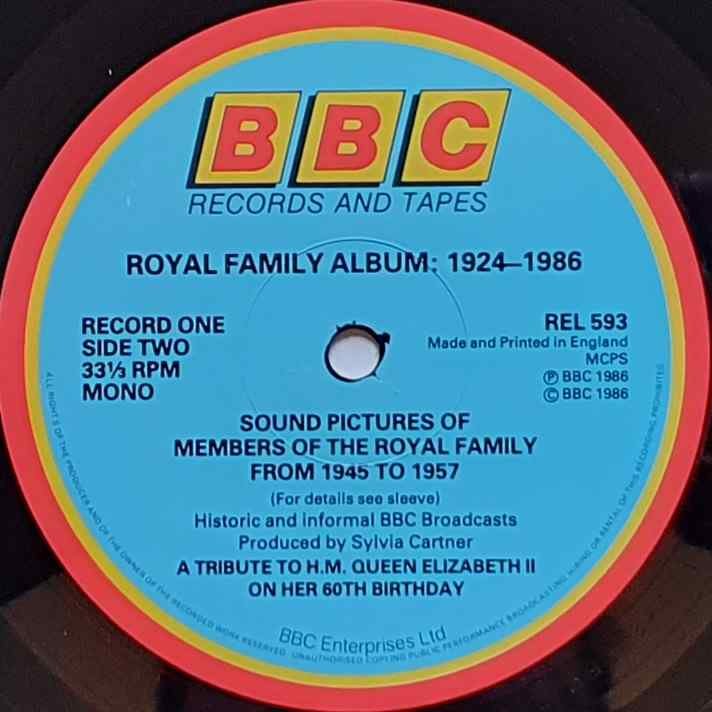 BBC
RECORDS AND TAPES
ROYAL FAMILY ALBUM: 1924–1986
RECORD ONE
SIDE TWO
33⅓ RPM
MONO
REL 593
Made and Printed in England
MCPS
Ⓟ BBC 1986
© BBC 1986
SOUND PICTURES OF
MEMBERS OF THE ROYAL FAMILY
FROM 1945 TO 1957
(For details see sleeve)
Historic and informal BBC Broadcasts
Produced by Sylvia Cartner
A TRIBUTE TO H.M. QUEEN ELIZABETH II
ON HER 60TH BIRTHDAY
BBC Enterprises Ltd
ALL RIGHTS OF THE PRODUCER AND OF THE OWNER OF THE RECORDED WORK RESERVED. UNAUTHORISED COPYING PUBLIC PERFORMANCE BROADCASTING, HIRING OR RENTAL OF THIS RECORDING PROHIBITED